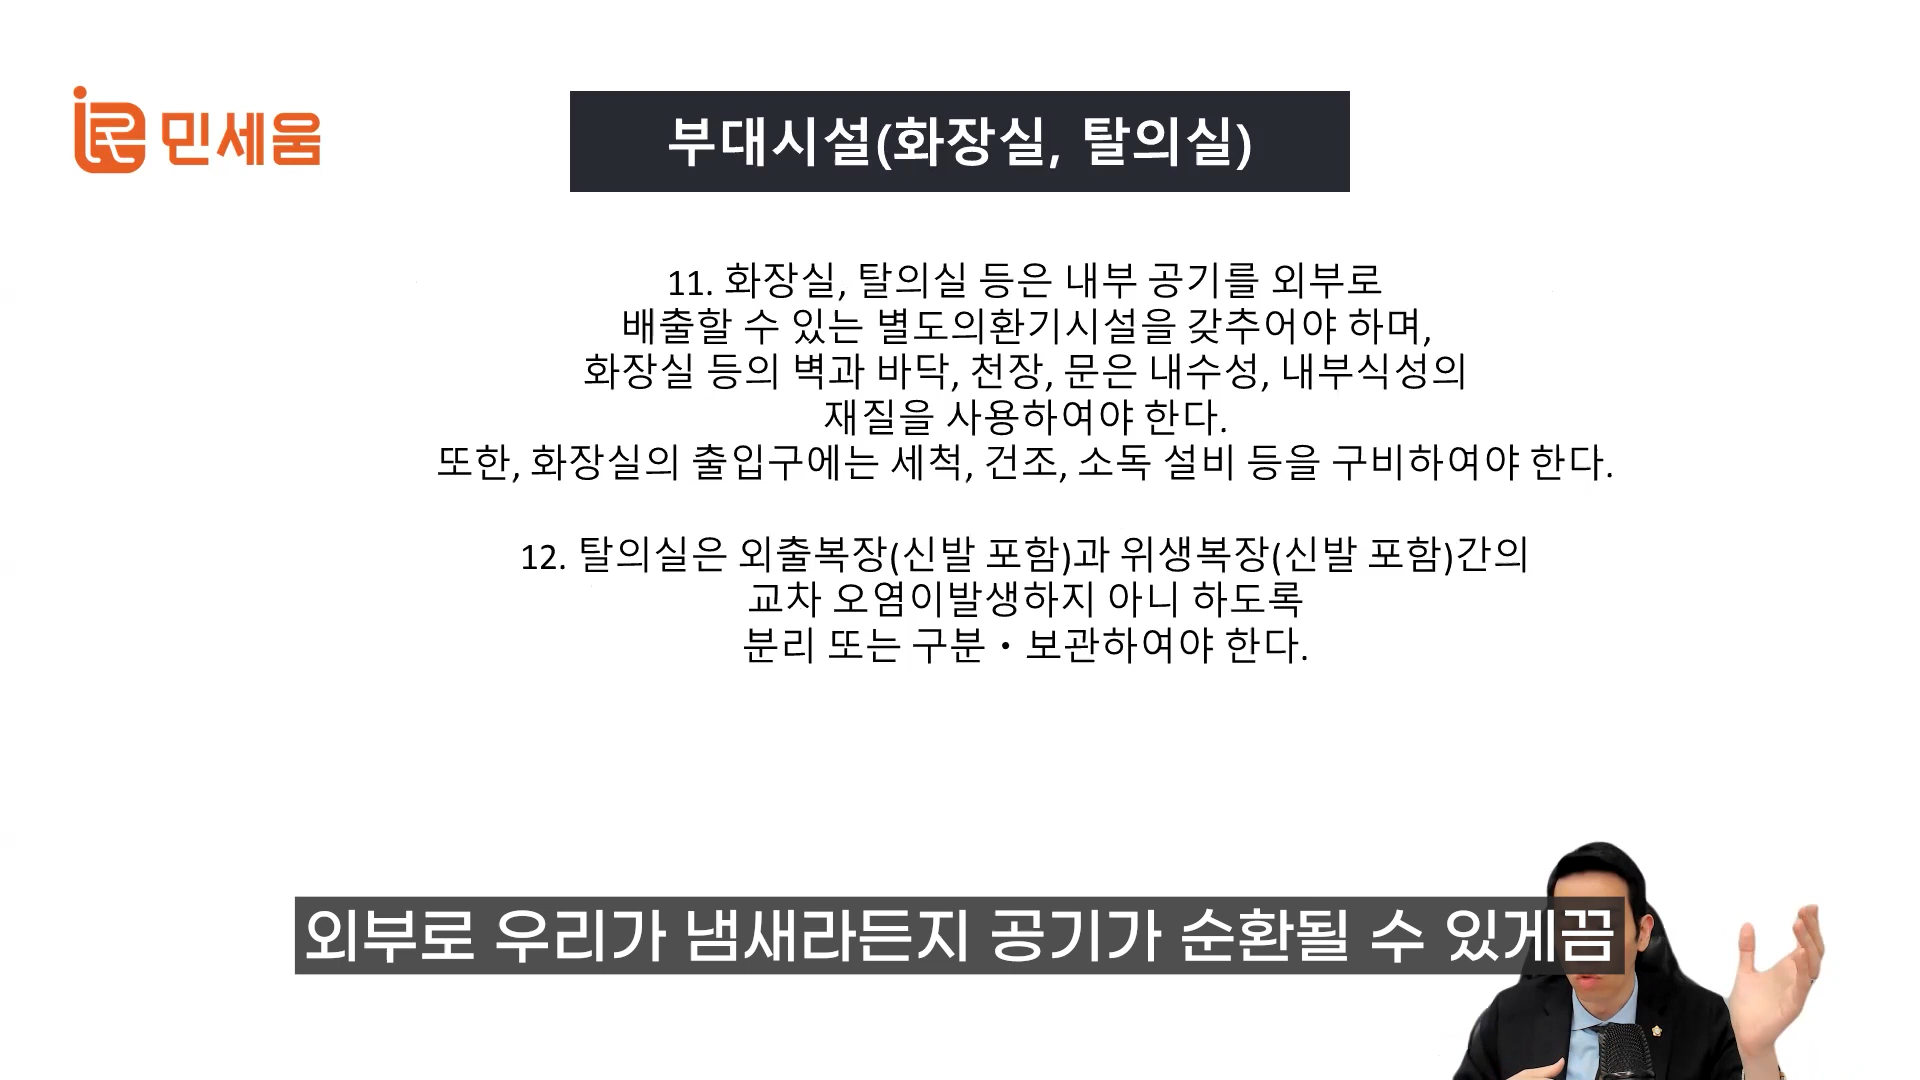 민세움
부대시설(화장실, 탈의실)
11. 화장실, 탈의실 등은 내부 공기를 외부로
배출할 수 있는 별도의환기시설을 갖추어야 하며,
화장실 등의 벽과 바닥, 천장, 문은 내수성, 내부식성의
재질을 사용하여야 한다.
또한, 화장실의 출입구에는 세척, 건조, 소독 설비 등을 구비하여야 한다.
12. 탈의실은 외출복장(신발 포함)과 위생복장(신발 포함)간의
교차 오염이발생하지 아니 하도록
분리 또는 구분・보관하여야 한다.
외부로 우리가 냄새라든지 공기가 순환될 수 있게끔